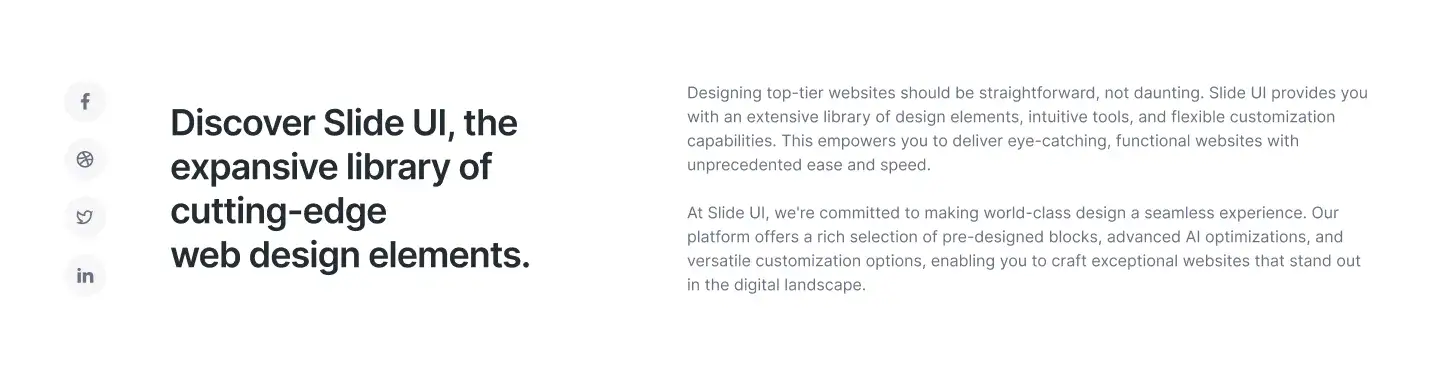 Discover Slide UI, the
expansive library of
cutting-edge
web design elements.
Designing top-tier websites should be straightforward, not daunting. Slide UI provides you
with an extensive library of design elements, intuitive tools, and flexible customization
capabilities. This empowers you to deliver eye-catching, functional websites with
unprecedented ease and speed.
At Slide UI, we're committed to making world-class design a seamless experience. Our
platform offers a rich selection of pre-designed blocks, advanced AI optimizations, and
versatile customization options, enabling you to craft exceptional websites that stand out
in the digital landscape.